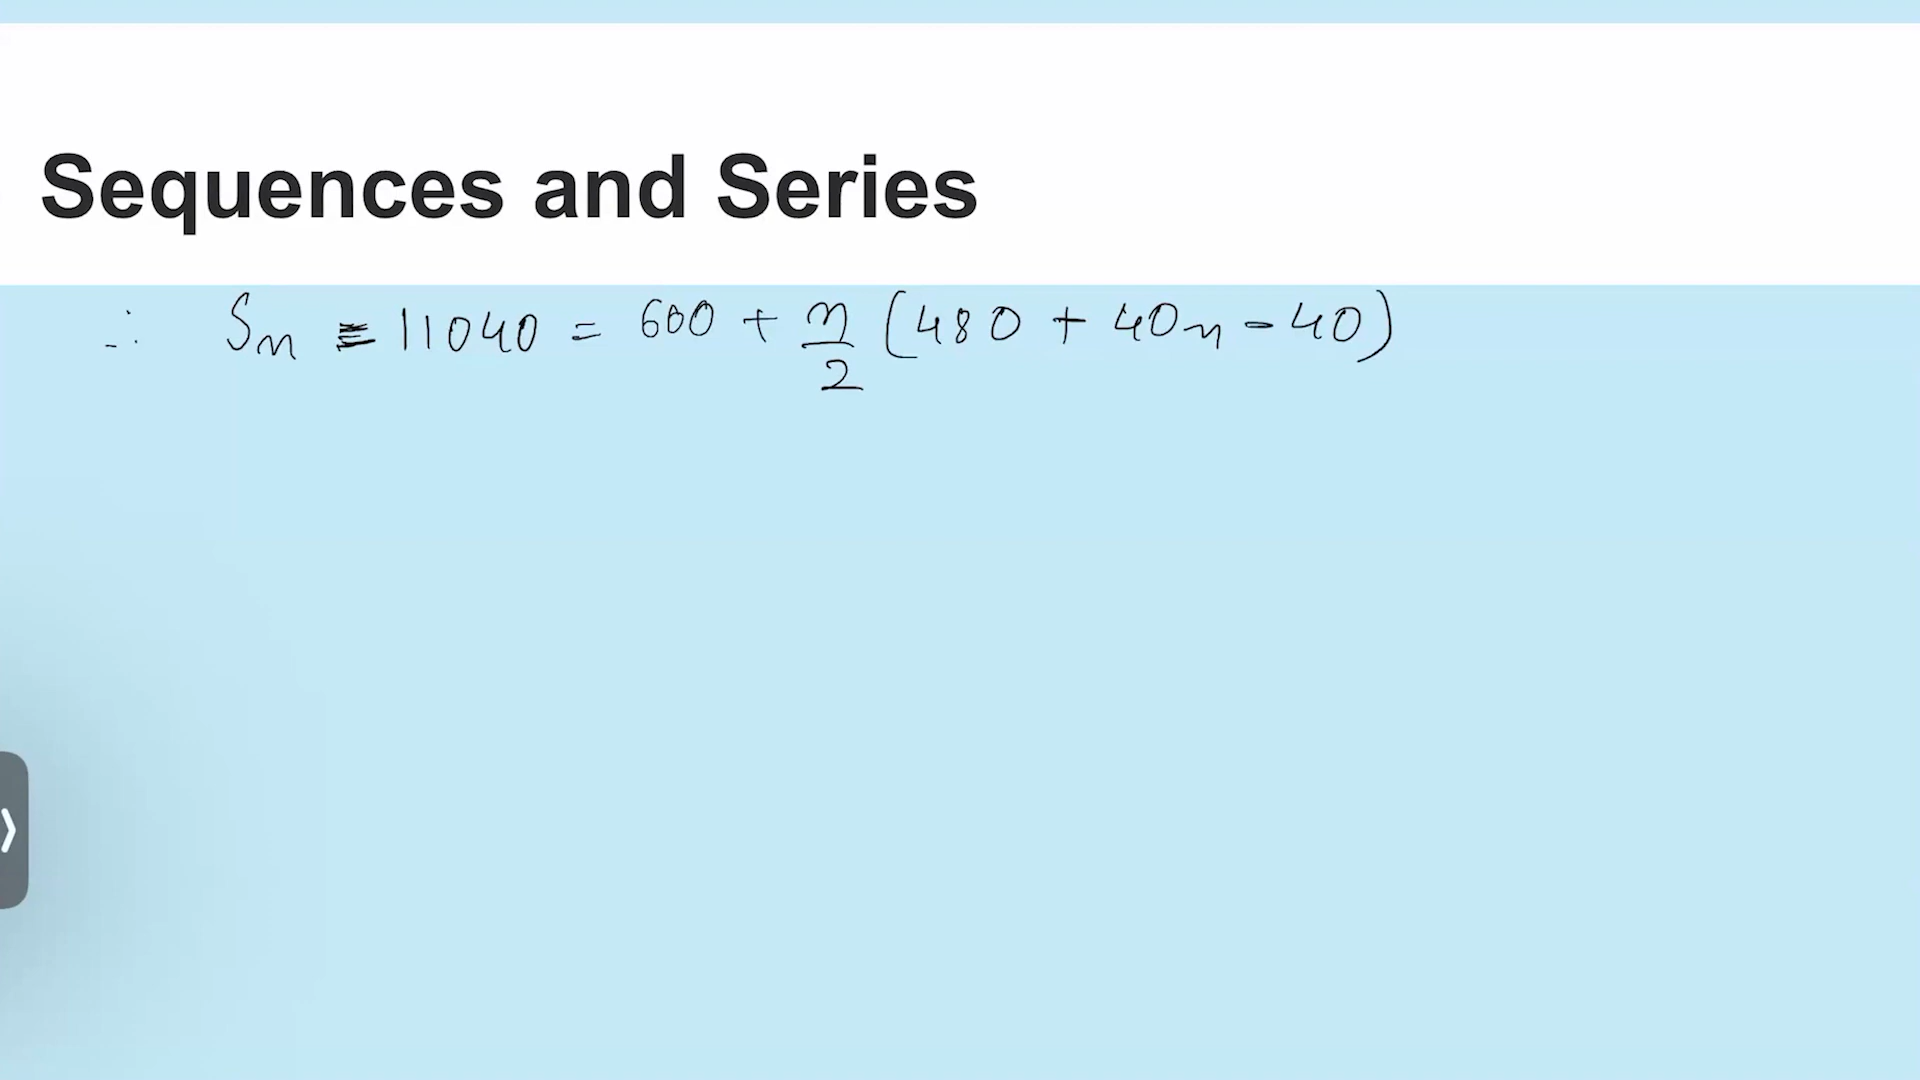 Sequences and Series
∴ Sn = 11040 = 600 + n/2 (480 + 40n - 40)